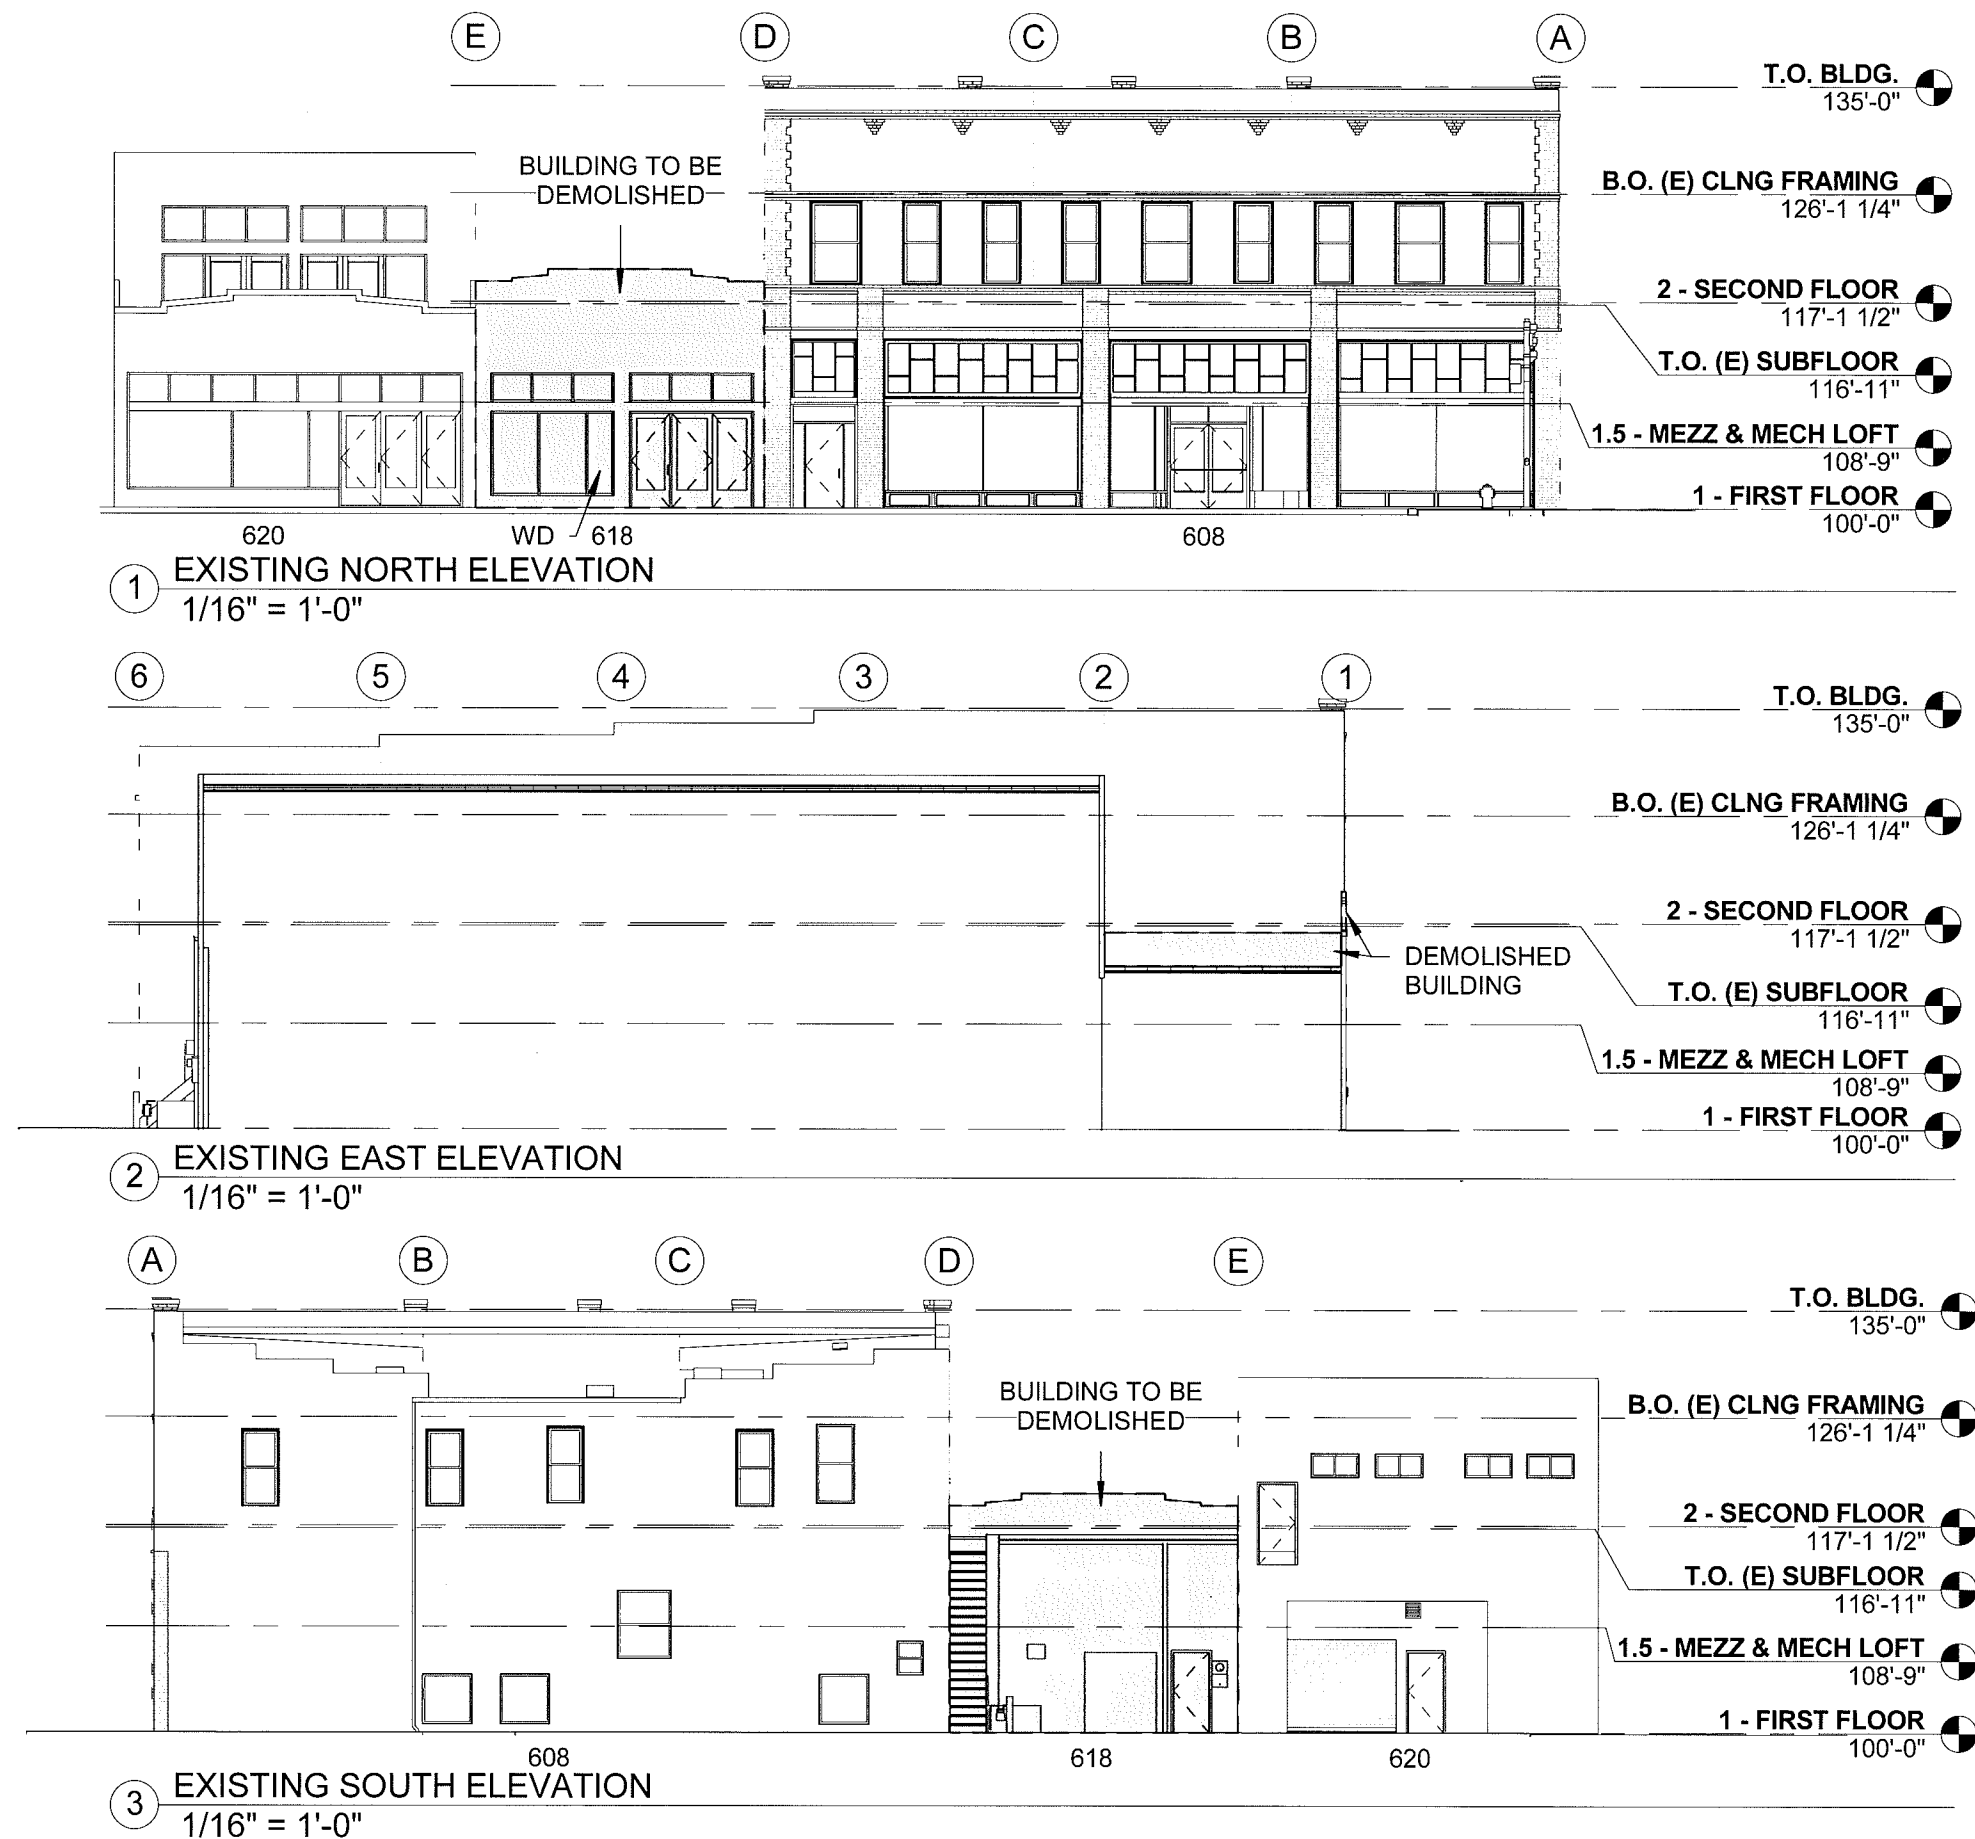 E D C B A
T.O. BLDG.
135'-0"
BUILDING TO BE
DEMOLISHED
B.O. (E) CLNG FRAMING
126'-1 1/4"
2 - SECOND FLOOR
117'-1 1/2"
T.O. (E) SUBFLOOR
116'-11"
1.5 - MEZZ & MECH LOFT
108'-9"
1 - FIRST FLOOR
100'-0"
620 WD 618 608
1 EXISTING NORTH ELEVATION
1/16" = 1'-0"
6 5 4 3 2 1
T.O. BLDG.
135'-0"
B.O. (E) CLNG FRAMING
126'-1 1/4"
2 - SECOND FLOOR
117'-1 1/2"
DEMOLISHED
BUILDING
T.O. (E) SUBFLOOR
116'-11"
1.5 - MEZZ & MECH LOFT
108'-9"
1 - FIRST FLOOR
100'-0"
2 EXISTING EAST ELEVATION
1/16" = 1'-0"
A B C D E
T.O. BLDG.
135'-0"
BUILDING TO BE
DEMOLISHED
B.O. (E) CLNG FRAMING
126'-1 1/4"
2 - SECOND FLOOR
117'-1 1/2"
T.O. (E) SUBFLOOR
116'-11"
1.5 - MEZZ & MECH LOFT
108'-9"
1 - FIRST FLOOR
100'-0"
608 618 620
3 EXISTING SOUTH ELEVATION
1/16" = 1'-0"